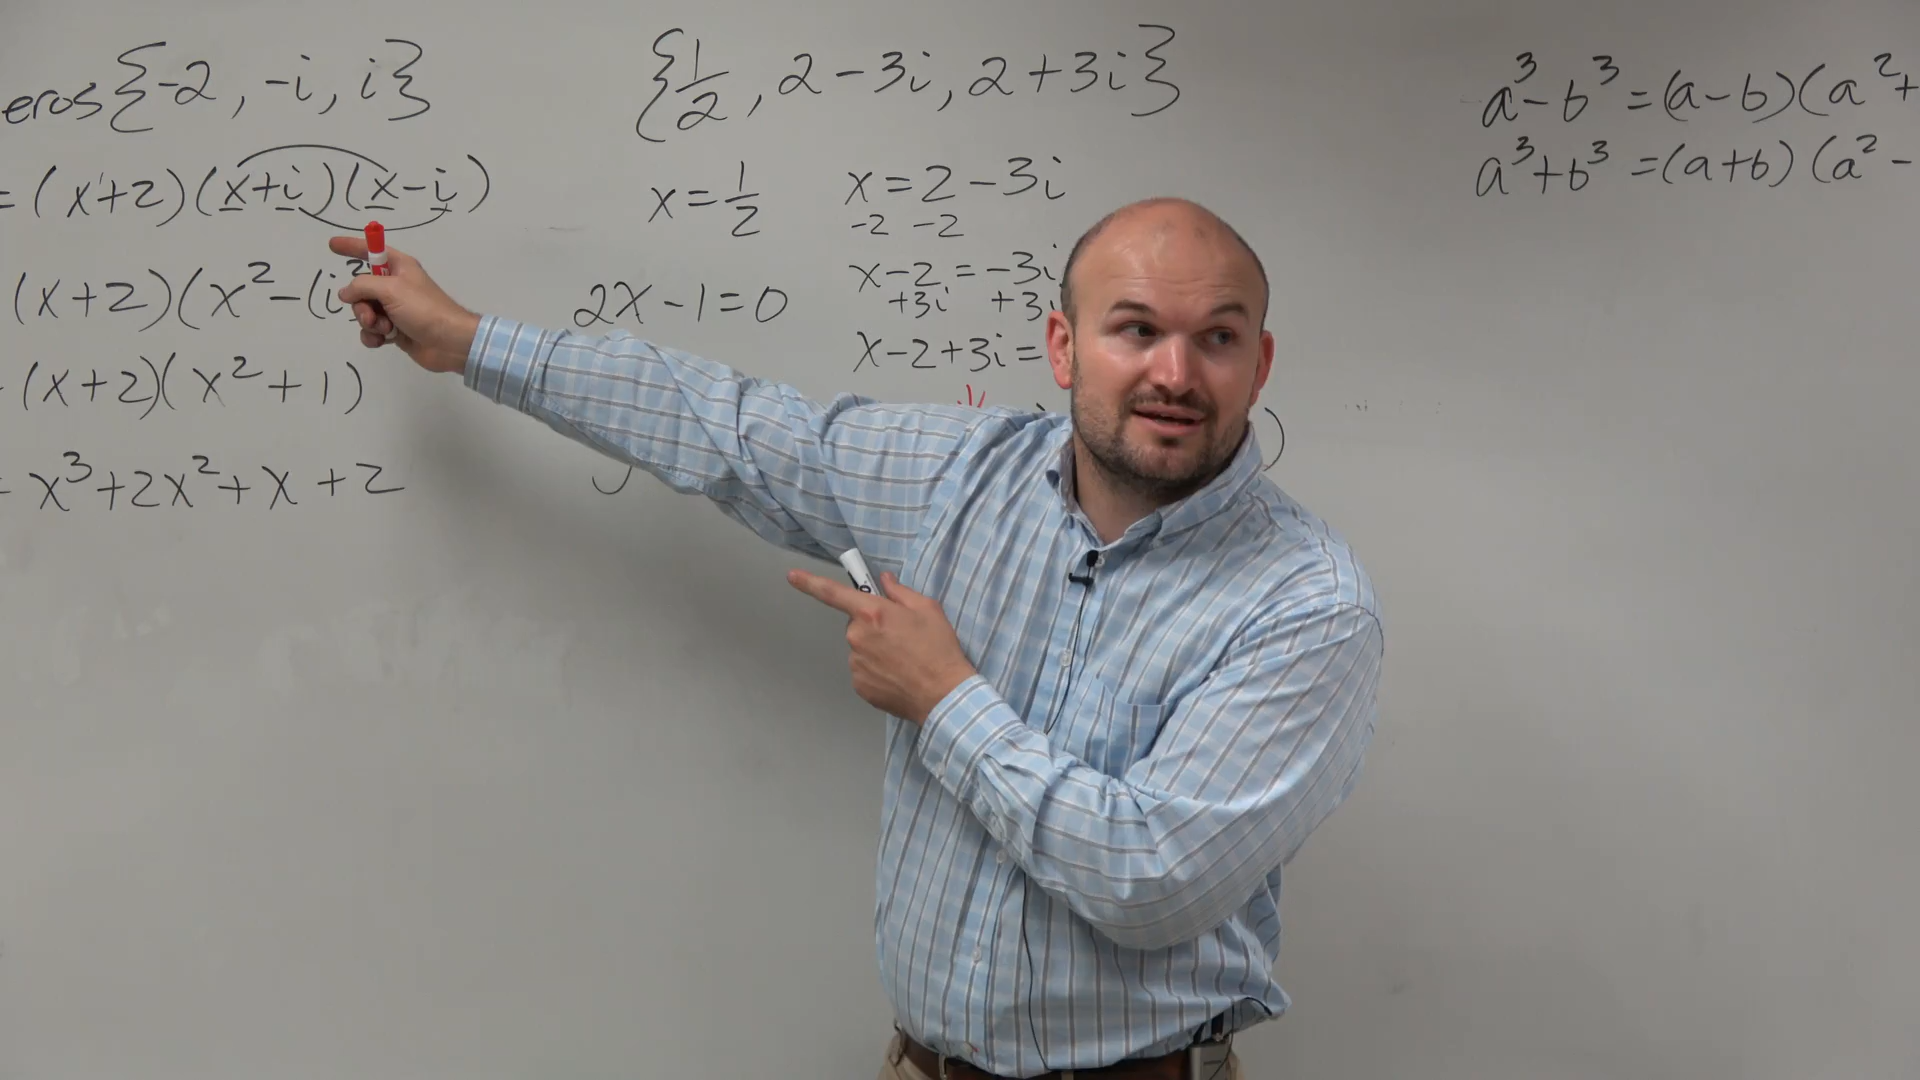 eros{-2, -i, i}
= (x+2)(x+i)(x-i)
(x+2)(x²-(i²
(x+2)(x²+1)
x³+2x²+x+2
{1/2, 2-3i, 2+3i}
x=1/2
2x-1=0
x=2-3i
-2 -2
x-2=-3i
+3i +3i
x-2+3i=
a³-b³=(a-b)(a²+
a³+b³=(a+b)(a²-